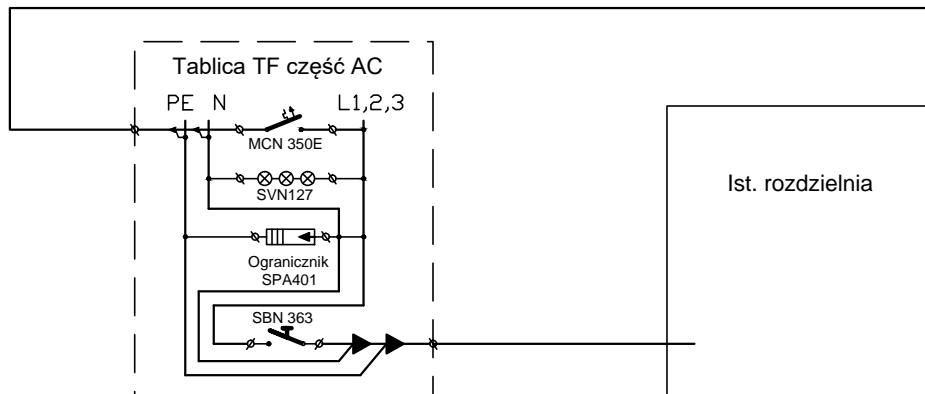 Tablica TF część AC
PE N L1,2,3
MCN 350E
Ist. rozdzielnia
SVN127
Ogranicznik
SPA401
SBN 363